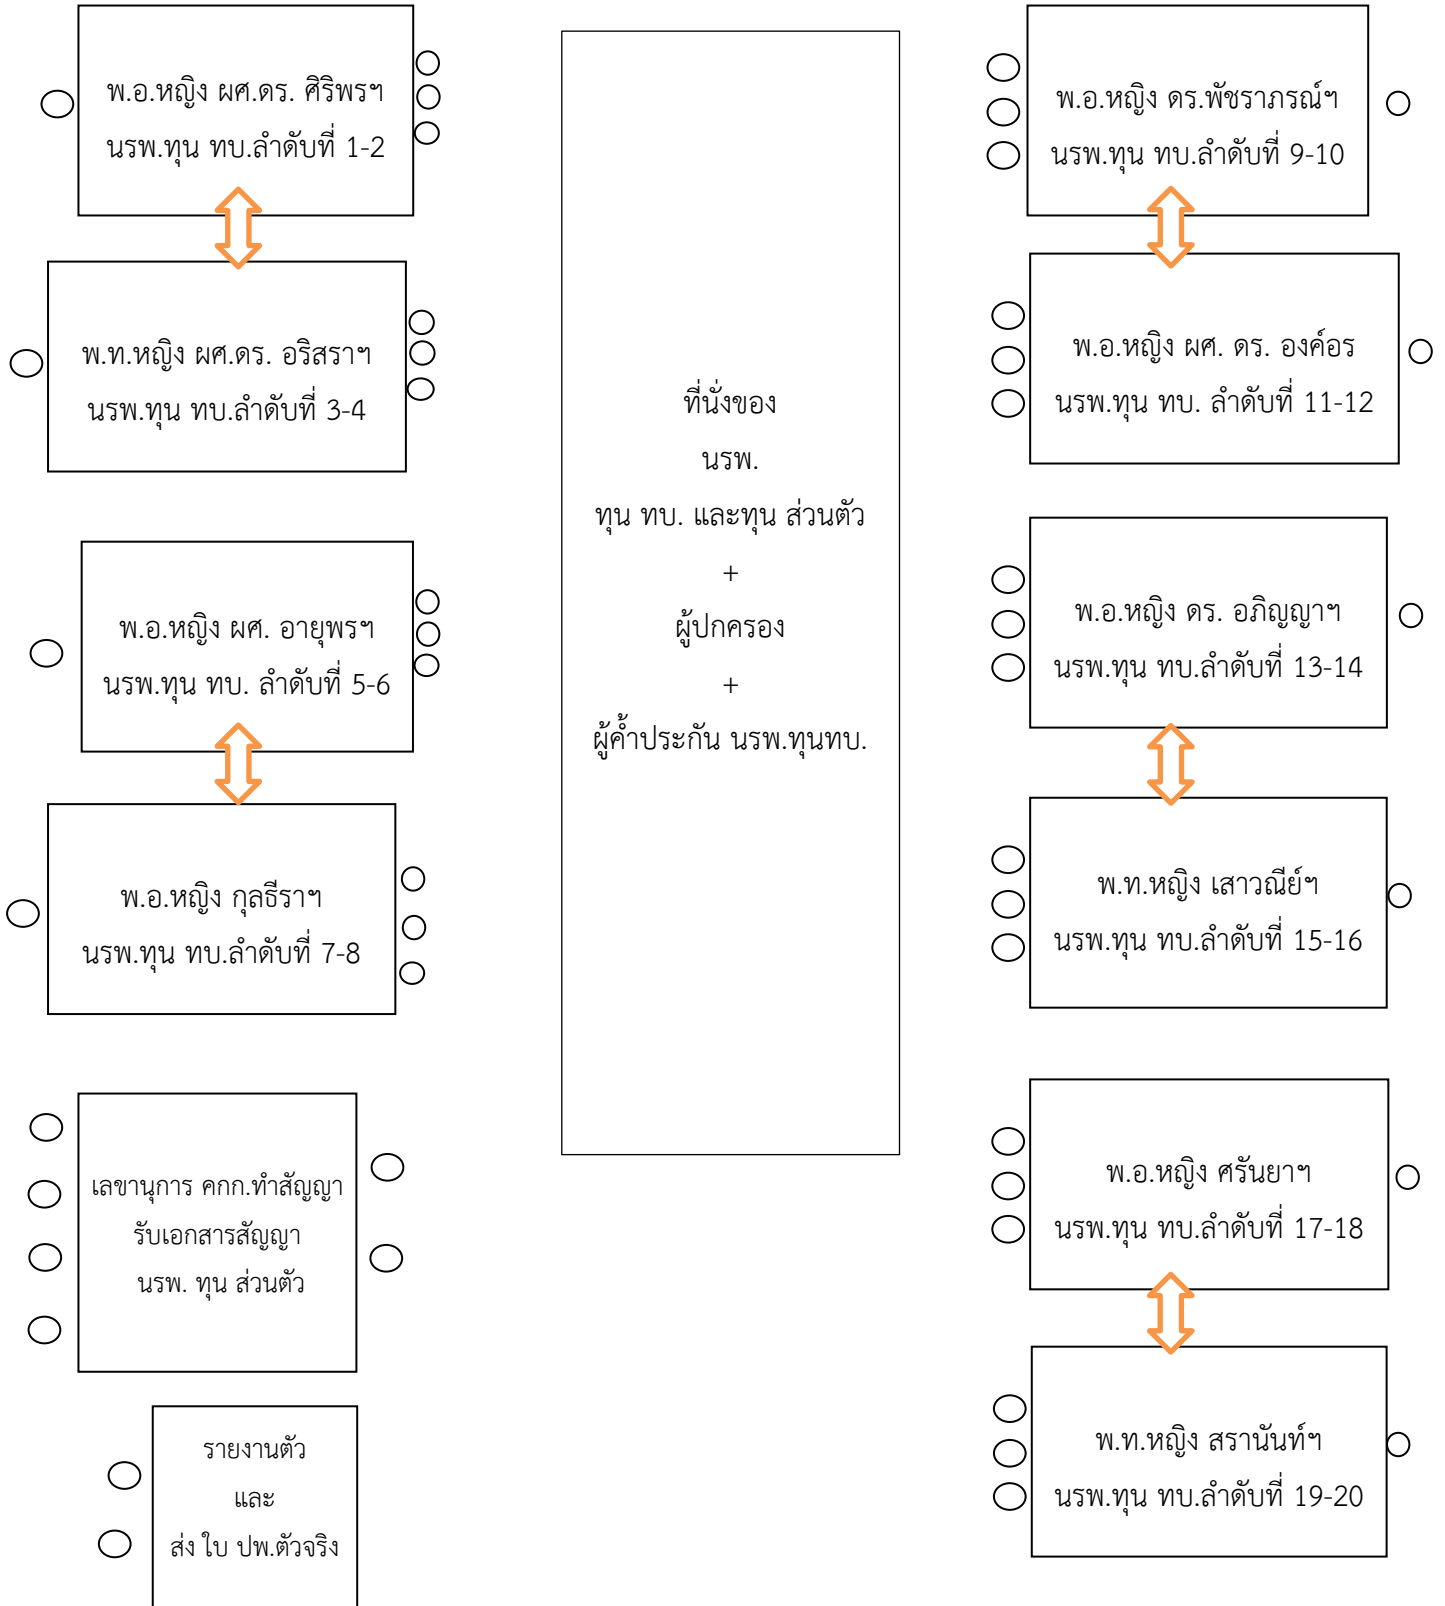 พ.อ.หญิง ผศ.ดร. ศิริพรฯ
นรพ.ทุน ทบ.ลำดับที่ 1-2
พ.ท.หญิง ผศ.ดร. อริสราฯ
นรพ.ทุน ทบ.ลำดับที่ 3-4
พ.อ.หญิง ผศ. อายุพรฯ
นรพ.ทุน ทบ. ลำดับที่ 5-6
พ.อ.หญิง กุลธีราฯ
นรพ.ทุน ทบ.ลำดับที่ 7-8
เลขานุการ คกก.ทำสัญญา
รับเอกสารสัญญา
นรพ. ทุน ส่วนตัว
รายงานตัว
และ
ส่ง ใบ ปพ.ตัวจริง
ที่นั่งของ
นรพ.
ทุน ทบ. และทุน ส่วนตัว
+
ผู้ปกครอง
+
ผู้ค้ำประกัน นรพ.ทุนทบ.
พ.อ.หญิง ดร.พัชราภรณ์ฯ
นรพ.ทุน ทบ.ลำดับที่ 9-10
พ.อ.หญิง ผศ. ดร. องค์อร
นรพ.ทุน ทบ. ลำดับที่ 11-12
พ.อ.หญิง ดร. อภิญญาฯ
นรพ.ทุน ทบ.ลำดับที่ 13-14
พ.ท.หญิง เสาวณีย์ฯ
นรพ.ทุน ทบ.ลำดับที่ 15-16
พ.อ.หญิง ศรันยาฯ
นรพ.ทุน ทบ.ลำดับที่ 17-18
พ.ท.หญิง สรานันท์ฯ
นรพ.ทุน ทบ.ลำดับที่ 19-20